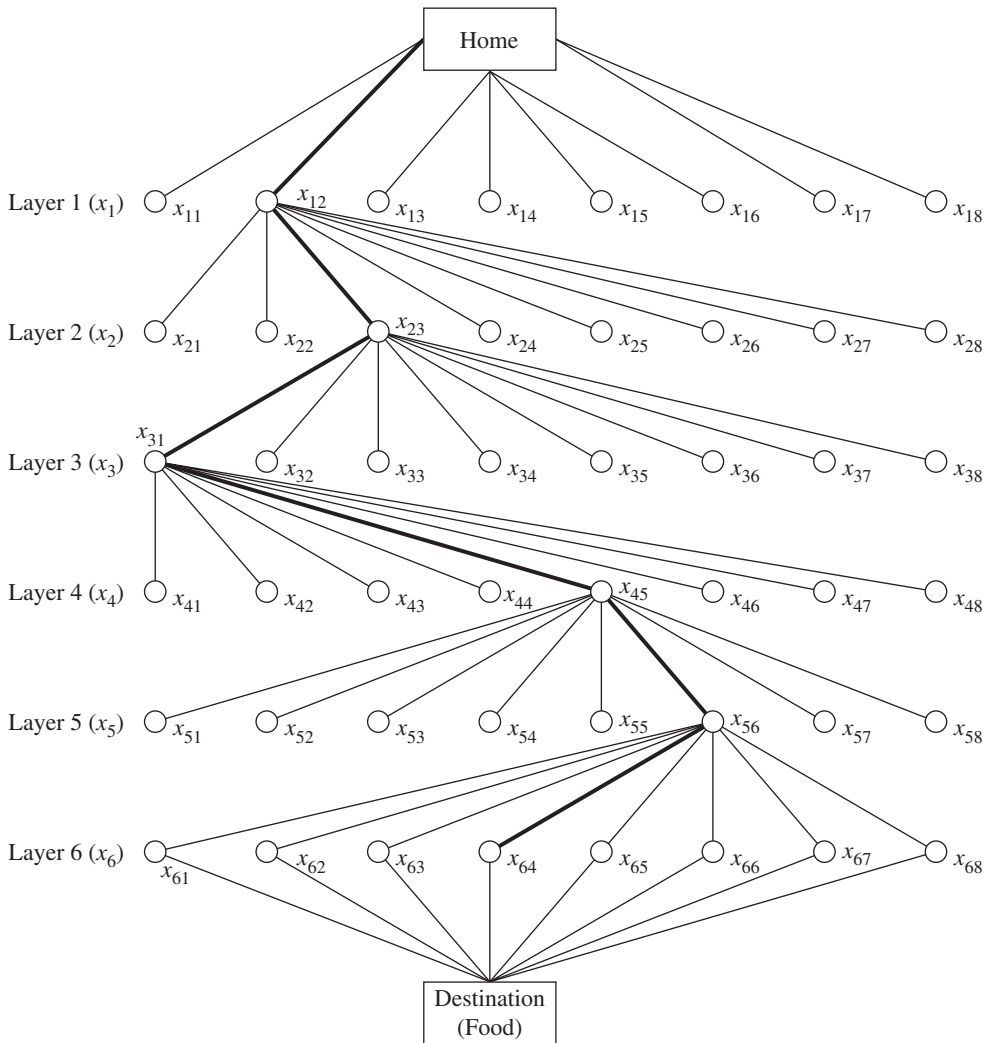 Home
Layer 1 (x₁) x₁₁ x₁₂ x₁₃ x₁₄ x₁₅ x₁₆ x₁₇ x₁₈
Layer 2 (x₂) x₂₁ x₂₂ x₂₃ x₂₄ x₂₅ x₂₆ x₂₇ x₂₈
Layer 3 (x₃) x₃₁ x₃₂ x₃₃ x₃₄ x₃₅ x₃₆ x₃₇ x₃₈
Layer 4 (x₄) x₄₁ x₄₂ x₄₃ x₄₄ x₄₅ x₄₆ x₄₇ x₄₈
Layer 5 (x₅) x₅₁ x₅₂ x₅₃ x₅₄ x₅₅ x₅₆ x₅₇ x₅₈
Layer 6 (x₆) x₆₁ x₆₂ x₆₃ x₆₄ x₆₅ x₆₆ x₆₇ x₆₈
Destination
(Food)